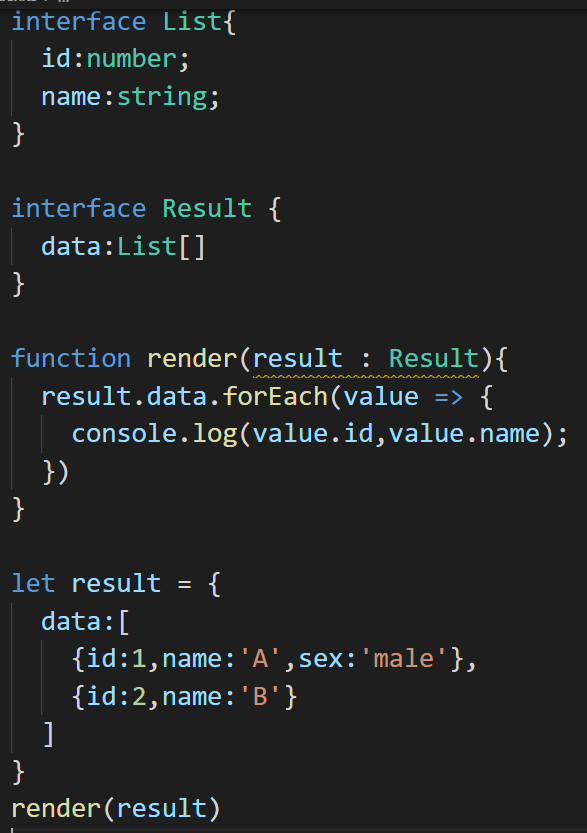 interface List{
id:number;
name:string;
}
interface Result {
data:List[]
}
function render(result : Result){
result.data.forEach(value => {
console.log(value.id,value.name);
})
}
let result = {
data:[
{id:1,name:'A',sex:'male'},
{id:2,name:'B'}
]
}
render(result)